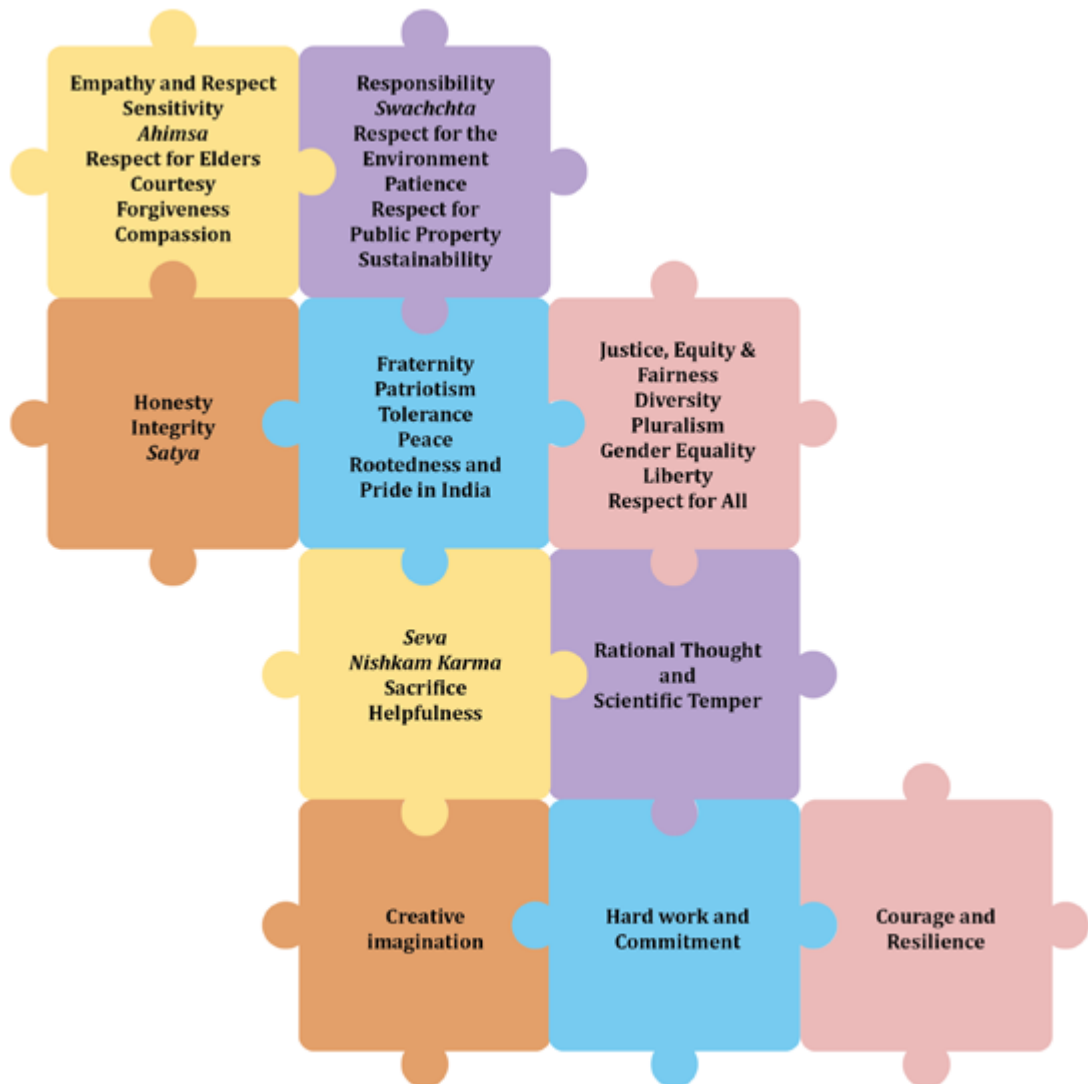 Empathy and Respect
Sensitivity
Ahimsa
Respect for Elders
Courtesy
Forgiveness
Compassion
Responsibility
Swachchta
Respect for the
Environment
Patience
Respect for
Public Property
Sustainability
Honesty
Integrity
Satya
Fraternity
Patriotism
Tolerance
Peace
Rootedness and
Pride in India
Justice, Equity &
Fairness
Diversity
Pluralism
Gender Equality
Liberty
Respect for All
Seva
Nishkam Karma
Sacrifice
Helpfulness
Rational Thought
and
Scientific Temper
Creative
imagination
Hard work and
Commitment
Courage and
Resilience